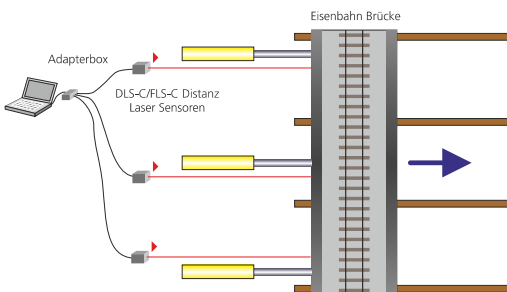 Eisenbahn Brücke
Adapterbox
DLS-C/FLS-C Distanz
Laser Sensoren